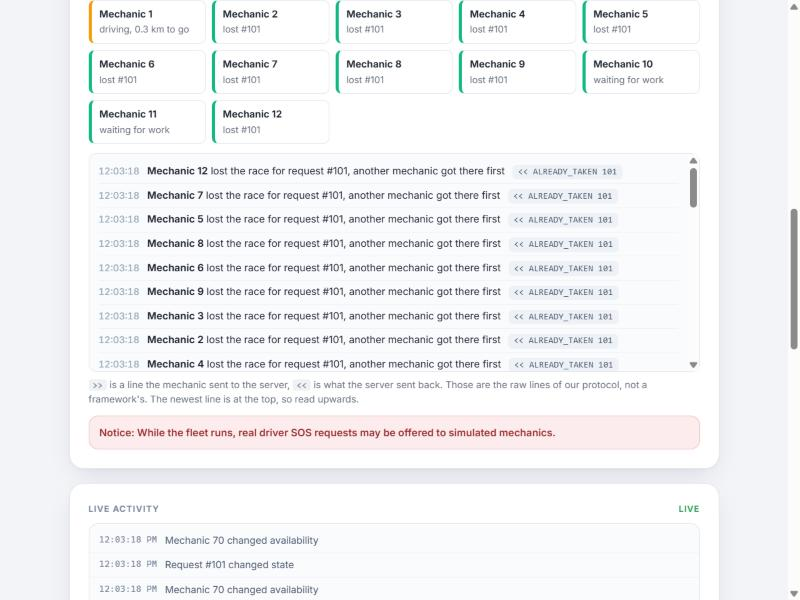 Mechanic 1
driving, 0.3 km to go
Mechanic 2
lost #101
Mechanic 3
lost #101
Mechanic 4
lost #101
Mechanic 5
lost #101
Mechanic 6
lost #101
Mechanic 7
lost #101
Mechanic 8
lost #101
Mechanic 9
lost #101
Mechanic 10
waiting for work
Mechanic 11
waiting for work
Mechanic 12
lost #101
12:03:18 Mechanic 12 lost the race for request #101, another mechanic got there first << ALREADY_TAKEN 101
12:03:18 Mechanic 7 lost the race for request #101, another mechanic got there first << ALREADY_TAKEN 101
12:03:18 Mechanic 5 lost the race for request #101, another mechanic got there first << ALREADY_TAKEN 101
12:03:18 Mechanic 8 lost the race for request #101, another mechanic got there first << ALREADY_TAKEN 101
12:03:18 Mechanic 6 lost the race for request #101, another mechanic got there first << ALREADY_TAKEN 101
12:03:18 Mechanic 9 lost the race for request #101, another mechanic got there first << ALREADY_TAKEN 101
12:03:18 Mechanic 3 lost the race for request #101, another mechanic got there first << ALREADY_TAKEN 101
12:03:18 Mechanic 2 lost the race for request #101, another mechanic got there first << ALREADY_TAKEN 101
12:03:18 Mechanic 4 lost the race for request #101, another mechanic got there first << ALREADY_TAKEN 101
>> is a line the mechanic sent to the server, << is what the server sent back. Those are the raw lines of our protocol, not a
framework's. The newest line is at the top, so read upwards.
Notice: While the fleet runs, real driver SOS requests may be offered to simulated mechanics.
LIVE ACTIVITY
LIVE
12:03:18 PM Mechanic 70 changed availability
12:03:18 PM Request #101 changed state
12:03:18 PM Mechanic 70 changed availability